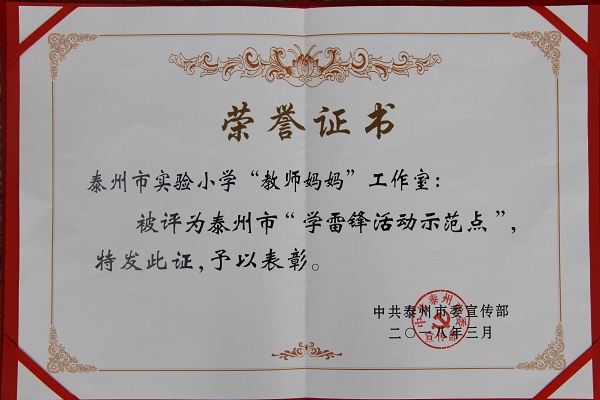 荣誉证书
泰州市实验小学“教师妈妈”工作室：
被评为泰州市“学雷锋活动示范点”，
特发此证，予以表彰。
中共泰州市委宣传部
二〇一八年三月